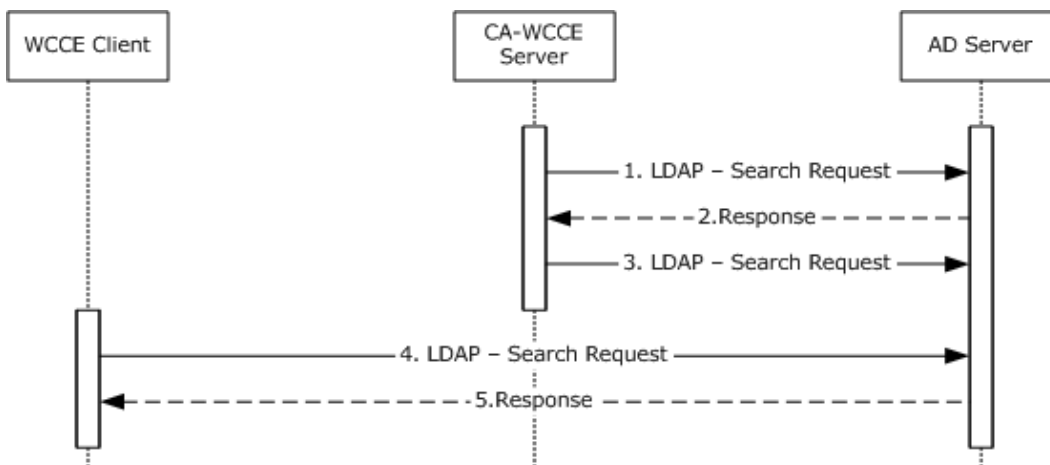 WCCE Client
CA-WCCE
Server
AD Server
1. LDAP – Search Request
2.Response
3. LDAP – Search Request
4. LDAP – Search Request
5.Response